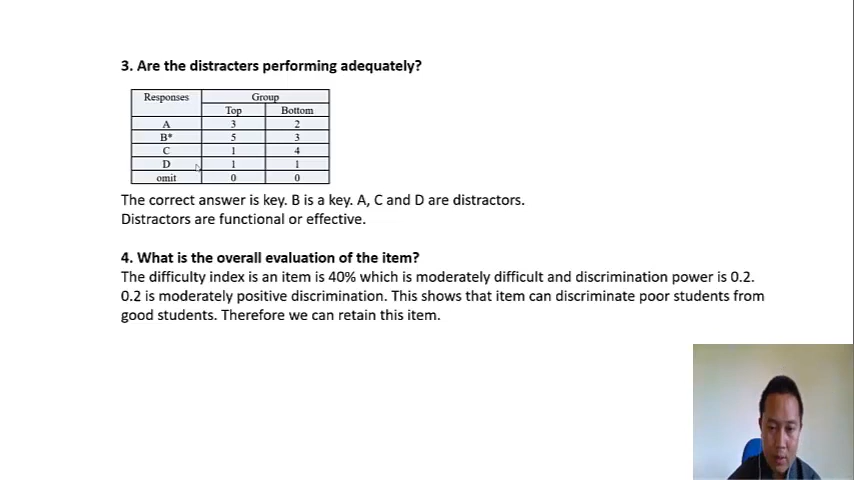 3. Are the distracters performing adequately?
Responses Group
Top Bottom
A 3 2
B* 5 3
C 1 4
D 1 1
omit 0 0
The correct answer is key. B is a key. A, C and D are distractors.
Distractors are functional or effective.
4. What is the overall evaluation of the item?
The difficulty index is an item is 40% which is moderately difficult and discrimination power is 0.2.
0.2 is moderately positive discrimination. This shows that item can discriminate poor students from
good students. Therefore we can retain this item.